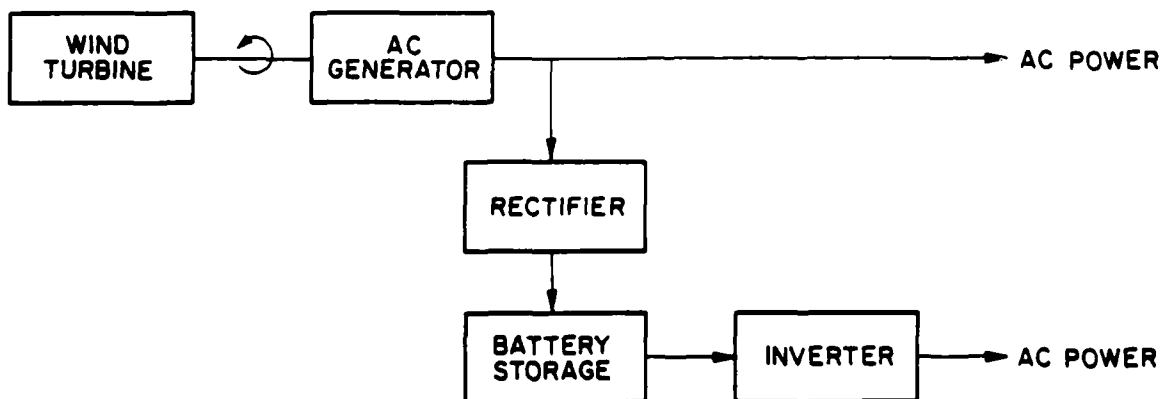 WIND
TURBINE
AC
GENERATOR
AC POWER
RECTIFIER
BATTERY
STORAGE
INVERTER
AC POWER